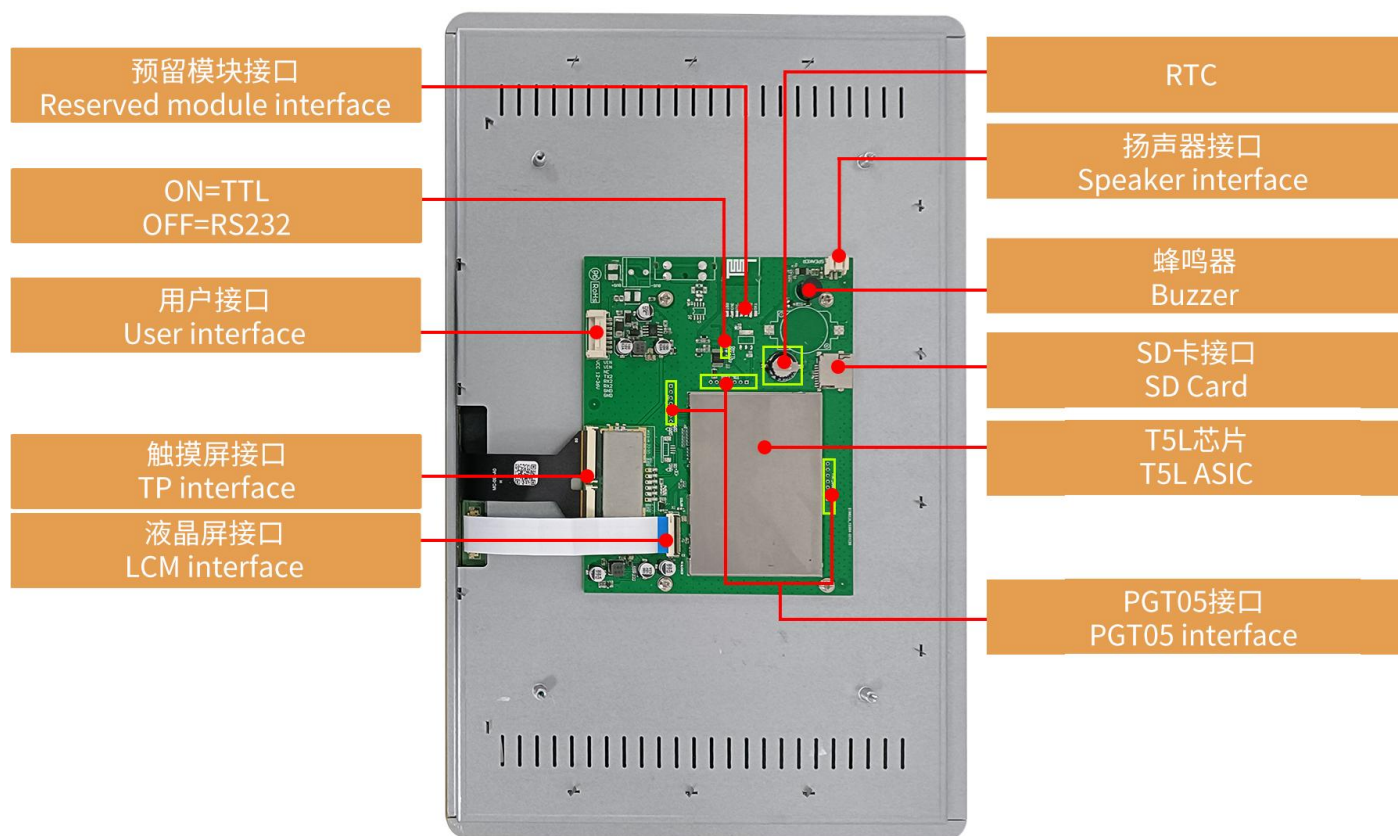 预留模块接口
Reserved module interface
ON=TTL
OFF=RS232
用户接口
User interface
触摸屏接口
TP interface
液晶屏接口
LCM interface
RTC
扬声器接口
Speaker interface
蜂鸣器
Buzzer
SD卡接口
SD Card
T5L芯片
T5L ASIC
PGT05接口
PGT05 interface
SPEAKER
RoHS